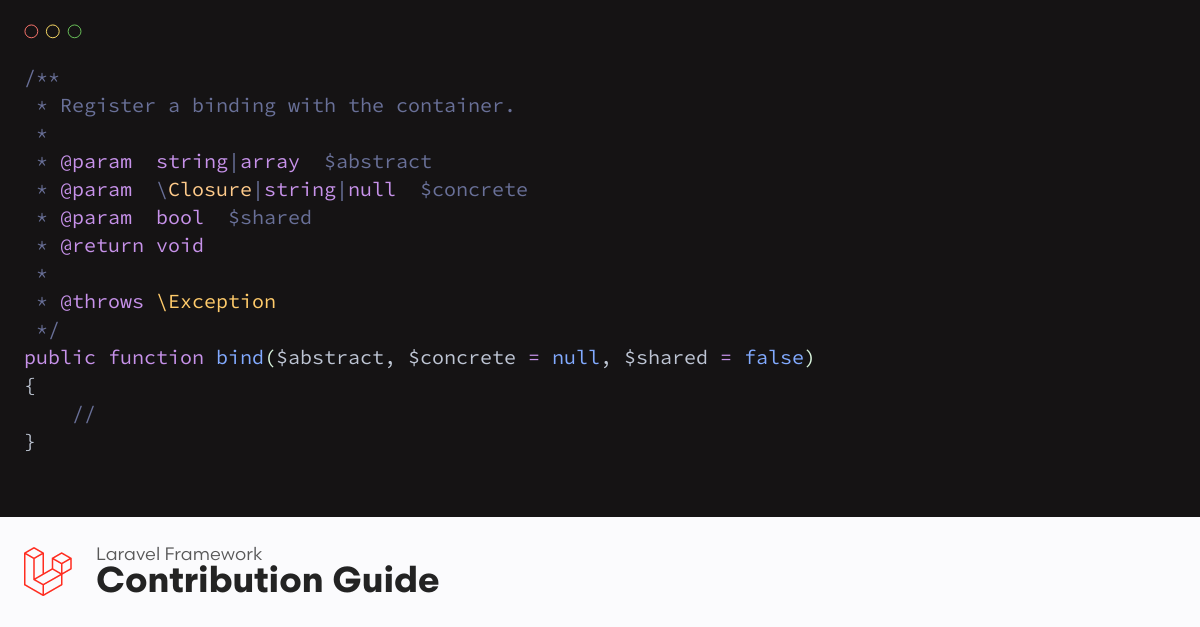 /**
 * Register a binding with the container.
 *
 * @param  string|array  $abstract
 * @param  \Closure|string|null  $concrete
 * @param  bool  $shared
 * @return void
 *
 * @throws \Exception
 */
public function bind($abstract, $concrete = null, $shared = false)
{
    //
}
Laravel Framework
Contribution Guide